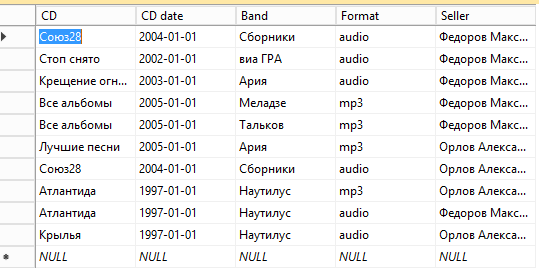 CD CD date Band Format Seller
Союз28 2004-01-01 Сборники audio Федоров Макс...
Стоп снято 2002-01-01 виа ГРА audio Федоров Макс...
Крещение огн... 2003-01-01 Ария audio Федоров Макс...
Все альбомы 2005-01-01 Меладзе mp3 Федоров Макс...
Все альбомы 2005-01-01 Тальков mp3 Федоров Макс...
Лучшие песни 2005-01-01 Ария mp3 Орлов Алекса...
Союз28 2004-01-01 Сборники audio Орлов Алекса...
Атлантида 1997-01-01 Наутилус mp3 Орлов Алекса...
Атлантида 1997-01-01 Наутилус audio Федоров Макс...
Крылья 1997-01-01 Наутилус audio Орлов Алекса...
NULL NULL NULL NULL NULL